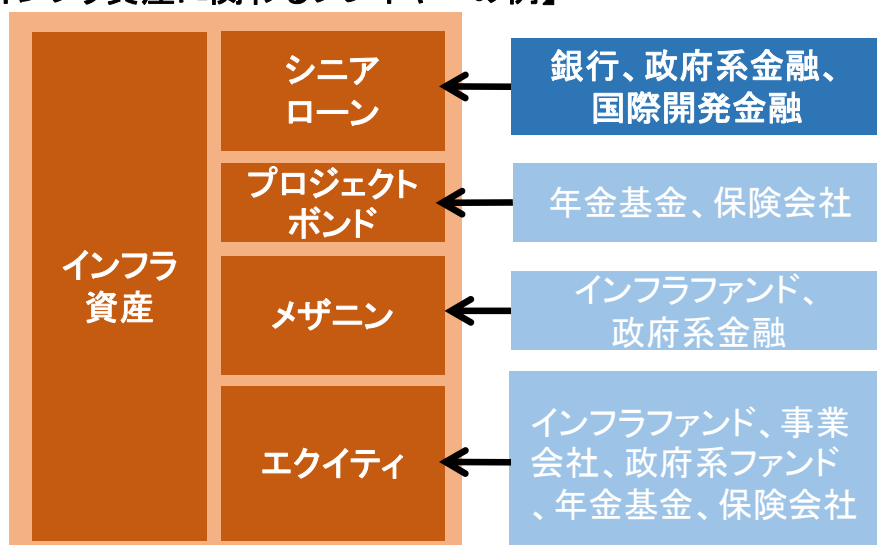 インフラ
資産
シニア
ローン
銀行、政府系金融、
国際開発金融
プロジェクト
ボンド
年金基金、保険会社
メザニン
インフラファンド、
政府系金融
エクイティ
インフラファンド、事業
会社、政府系ファンド
、年金基金、保険会社